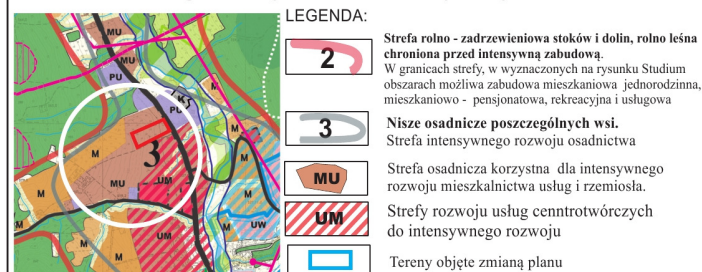 LEGENDA:
2
Strefa rolno - zadrzewieniowa stoków i dolin, rolno leśna
chroniona przed intensywną zabudową.
W granicach strefy, w wyznaczonych na rysunku Studium
obszarach możliwa zabudowa mieszkaniowa jednorodzinna,
mieszkaniowo - pensjonatowa, rekreacyjna i usługowa
3
Nisze osadnicze poszczególnych wsi.
Strefa intensywnego rozwoju osadnictwa
MU
Strefa osadnicza korzystna dla intensywnego
rozwoju mieszkalnictwa usług i rzemiosła.
UM
Strefy rozwoju usług cenntrotwórczych
do intensywnego rozwoju
Tereny objęte zmianą planu
MU
MU
PU
M
PU
M
3
M
M
MU
UM
M
M
UM
UW
M
M